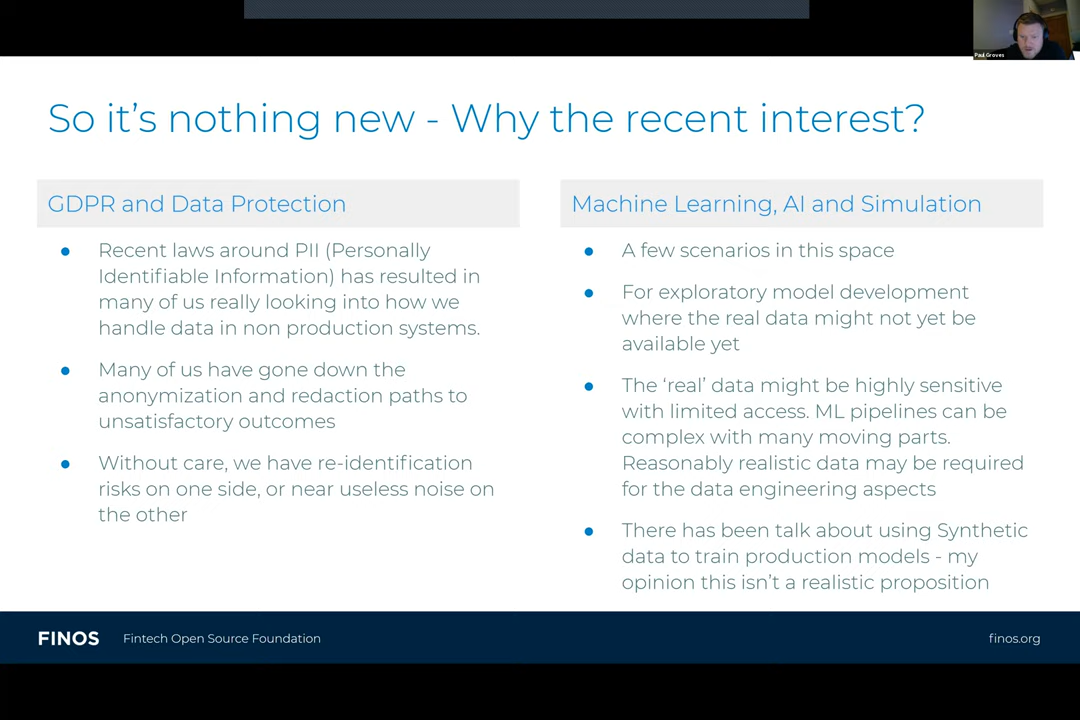 Paul Groves
So it's nothing new - Why the recent interest?
GDPR and Data Protection
● Recent laws around PII (Personally
Identifiable Information) has resulted in
many of us really looking into how we
handle data in non production systems.
● Many of us have gone down the
anonymization and redaction paths to
unsatisfactory outcomes
● Without care, we have re-identification
risks on one side, or near useless noise on
the other
Machine Learning, AI and Simulation
● A few scenarios in this space
● For exploratory model development
where the real data might not yet be
available yet
● The ‘real’ data might be highly sensitive
with limited access. ML pipelines can be
complex with many moving parts.
Reasonably realistic data may be required
for the data engineering aspects
● There has been talk about using Synthetic
data to train production models - my
opinion this isn't a realistic proposition
FINOS Fintech Open Source Foundation
finos.org